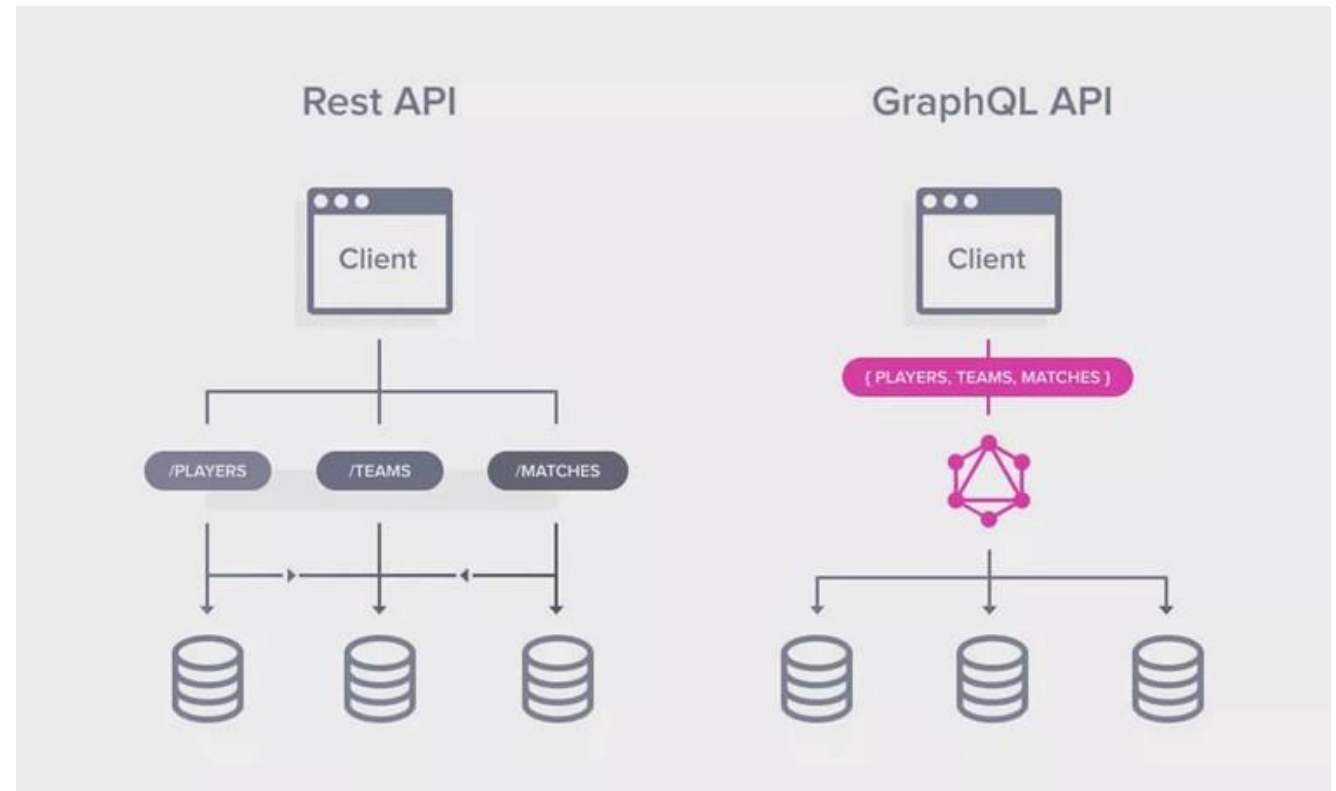 Rest API
GraphQL API
Client
Client
{ PLAYERS, TEAMS, MATCHES }
/PLAYERS
/TEAMS
/MATCHES